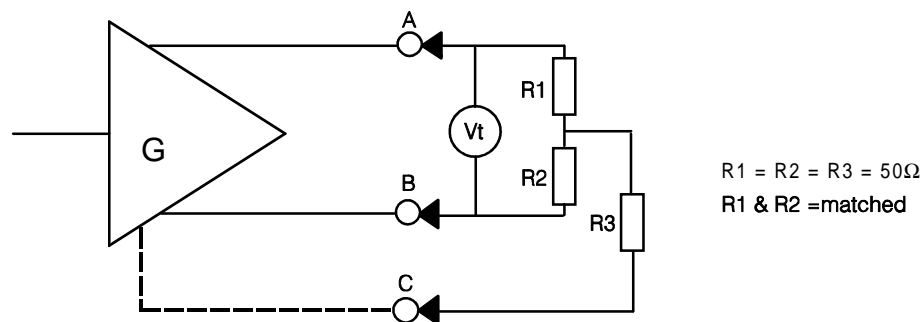 A
R1
Vt
G
R2
B
R3
C
R1 = R2 = R3 = 50Ω
R1 & R2 =matched